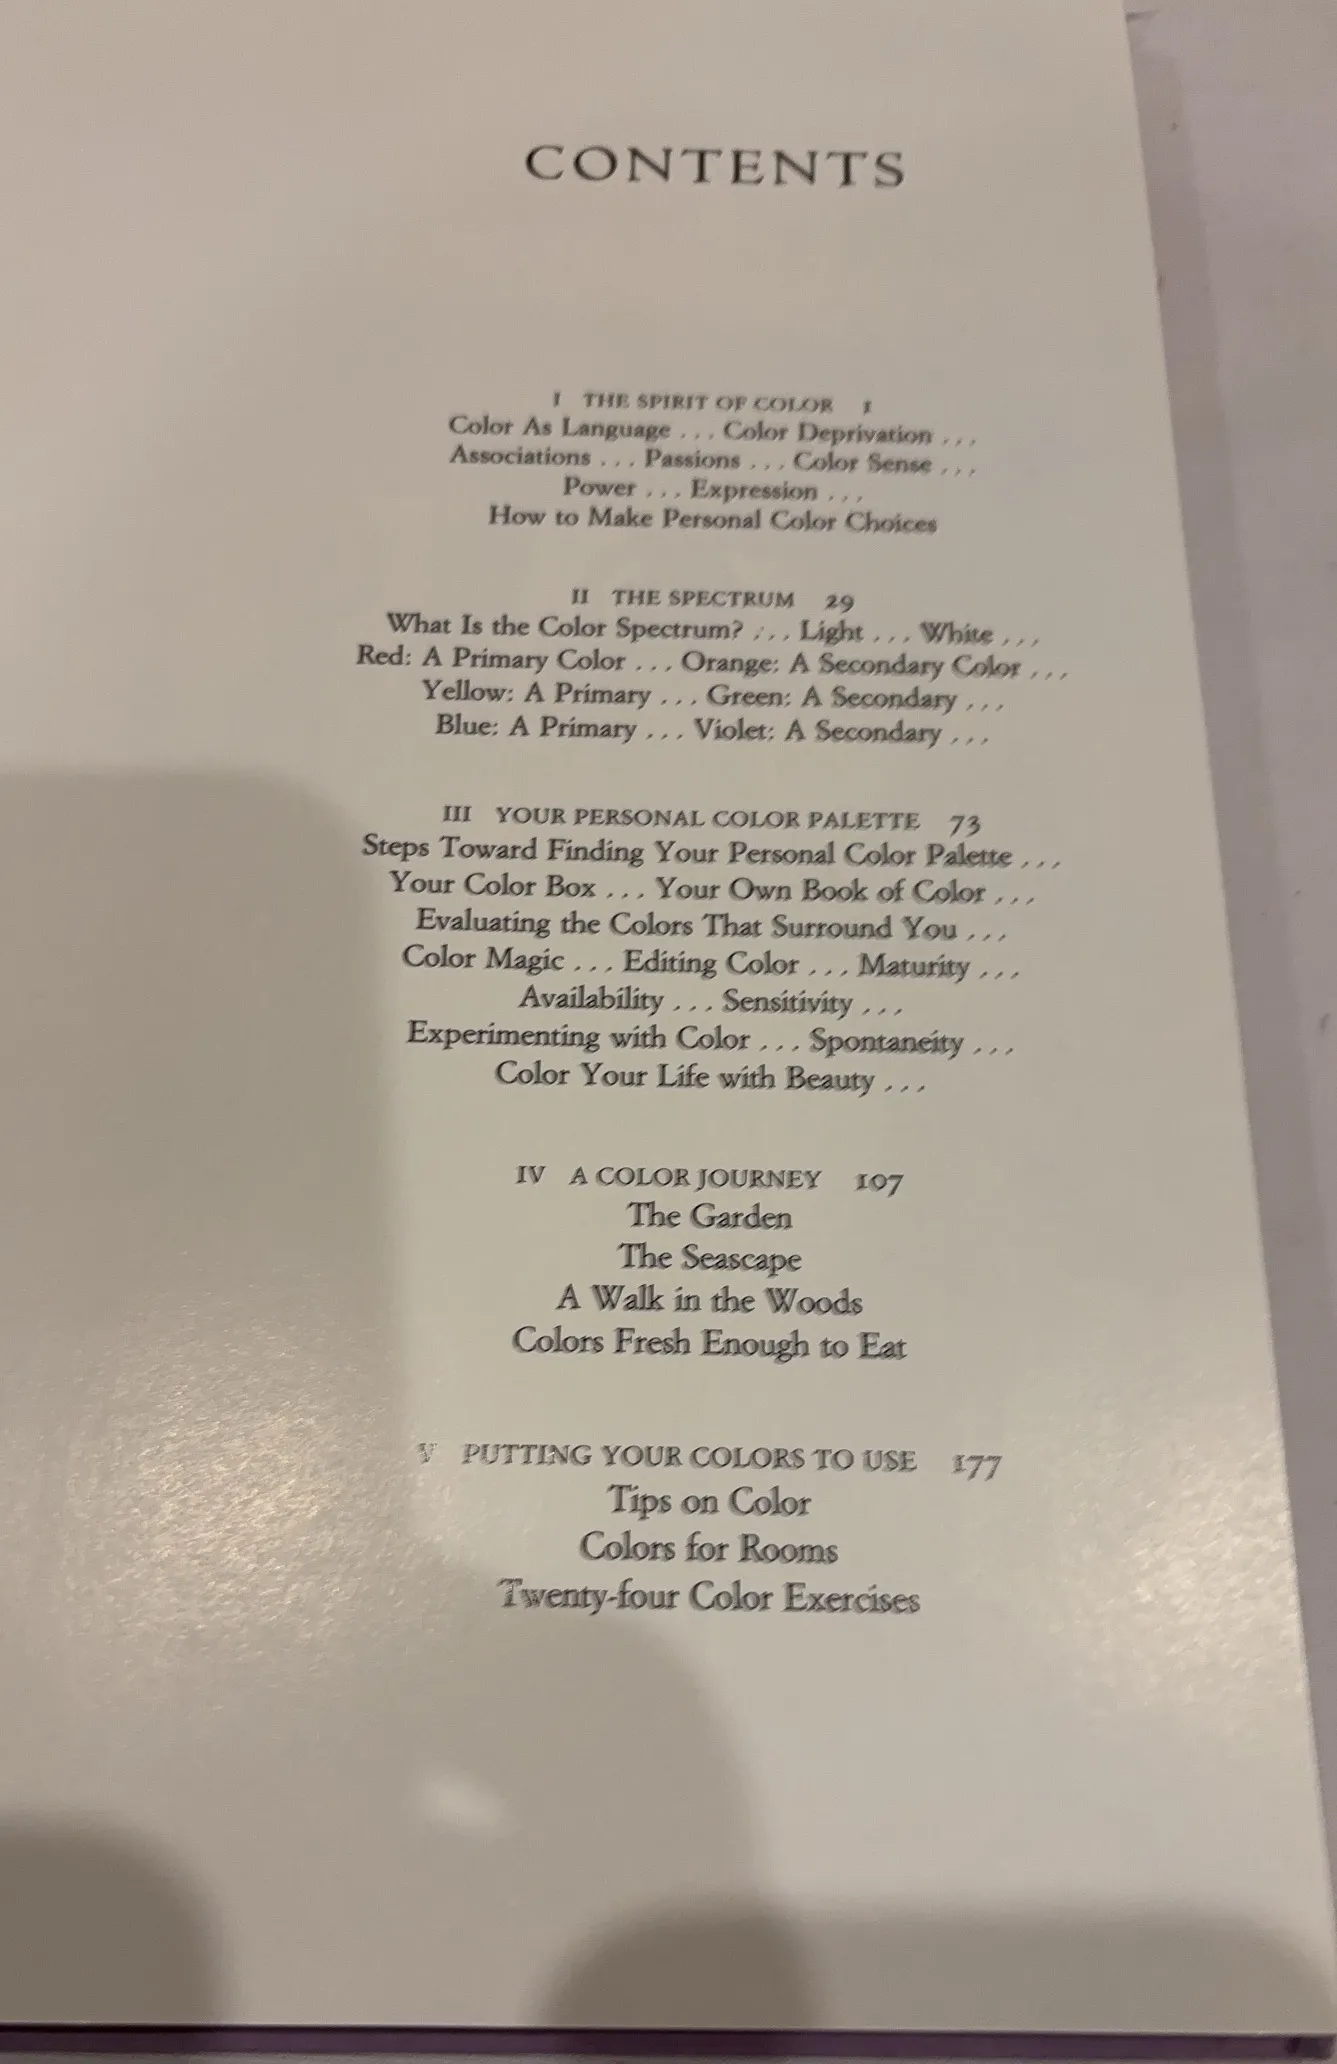 CONTENTS
I THE SPIRIT OF COLOR 1
Color As Language . . . Color Deprivation . . .
Associations . . . Passions . . . Color Sense . . .
Power . . . Expression . . .
How to Make Personal Color Choices
II THE SPECTRUM 29
What Is the Color Spectrum? . . . Light . . . White . . .
Red: A Primary Color . . . Orange: A Secondary Color . . .
Yellow: A Primary . . . Green: A Secondary . . .
Blue: A Primary . . . Violet: A Secondary . . .
III YOUR PERSONAL COLOR PALETTE 73
Steps Toward Finding Your Personal Color Palette . . .
Your Color Box . . . Your Own Book of Color . . .
Evaluating the Colors That Surround You . . .
Color Magic . . . Editing Color . . . Maturity . . .
Availability . . . Sensitivity . . .
Experimenting with Color . . . Spontaneity . . .
Color Your Life with Beauty . . .
IV A COLOR JOURNEY 107
The Garden
The Seascape
A Walk in the Woods
Colors Fresh Enough to Eat
V PUTTING YOUR COLORS TO USE 177
Tips on Color
Colors for Rooms
Twenty-four Color Exercises